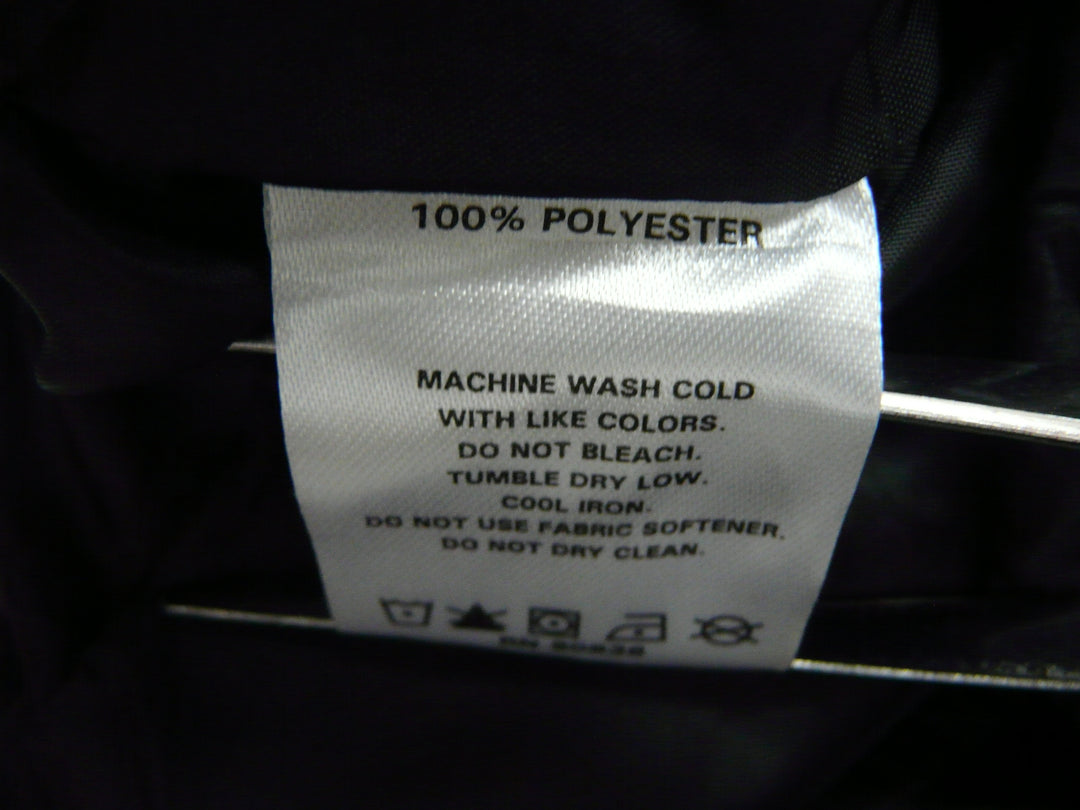 100% POLYESTER
MACHINE WASH COLD
WITH LIKE COLORS.
DO NOT BLEACH.
TUMBLE DRY LOW.
COOL IRON.
DO NOT USE FABRIC SOFTENER.
DO NOT DRY CLEAN.